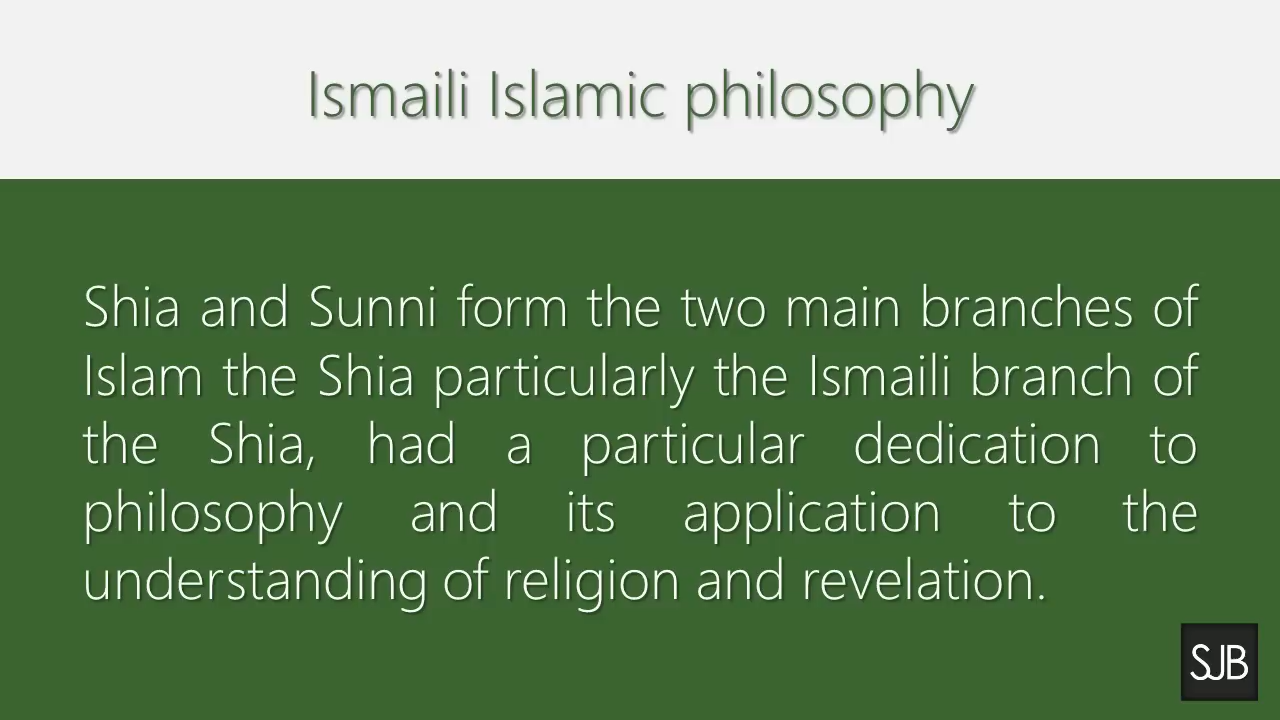 Ismaili Islamic philosophy
Shia and Sunni form the two main branches of
Islam the Shia particularly the Ismaili branch of
the Shia, had a particular dedication to
philosophy and its application to the
understanding of religion and revelation.
SJB